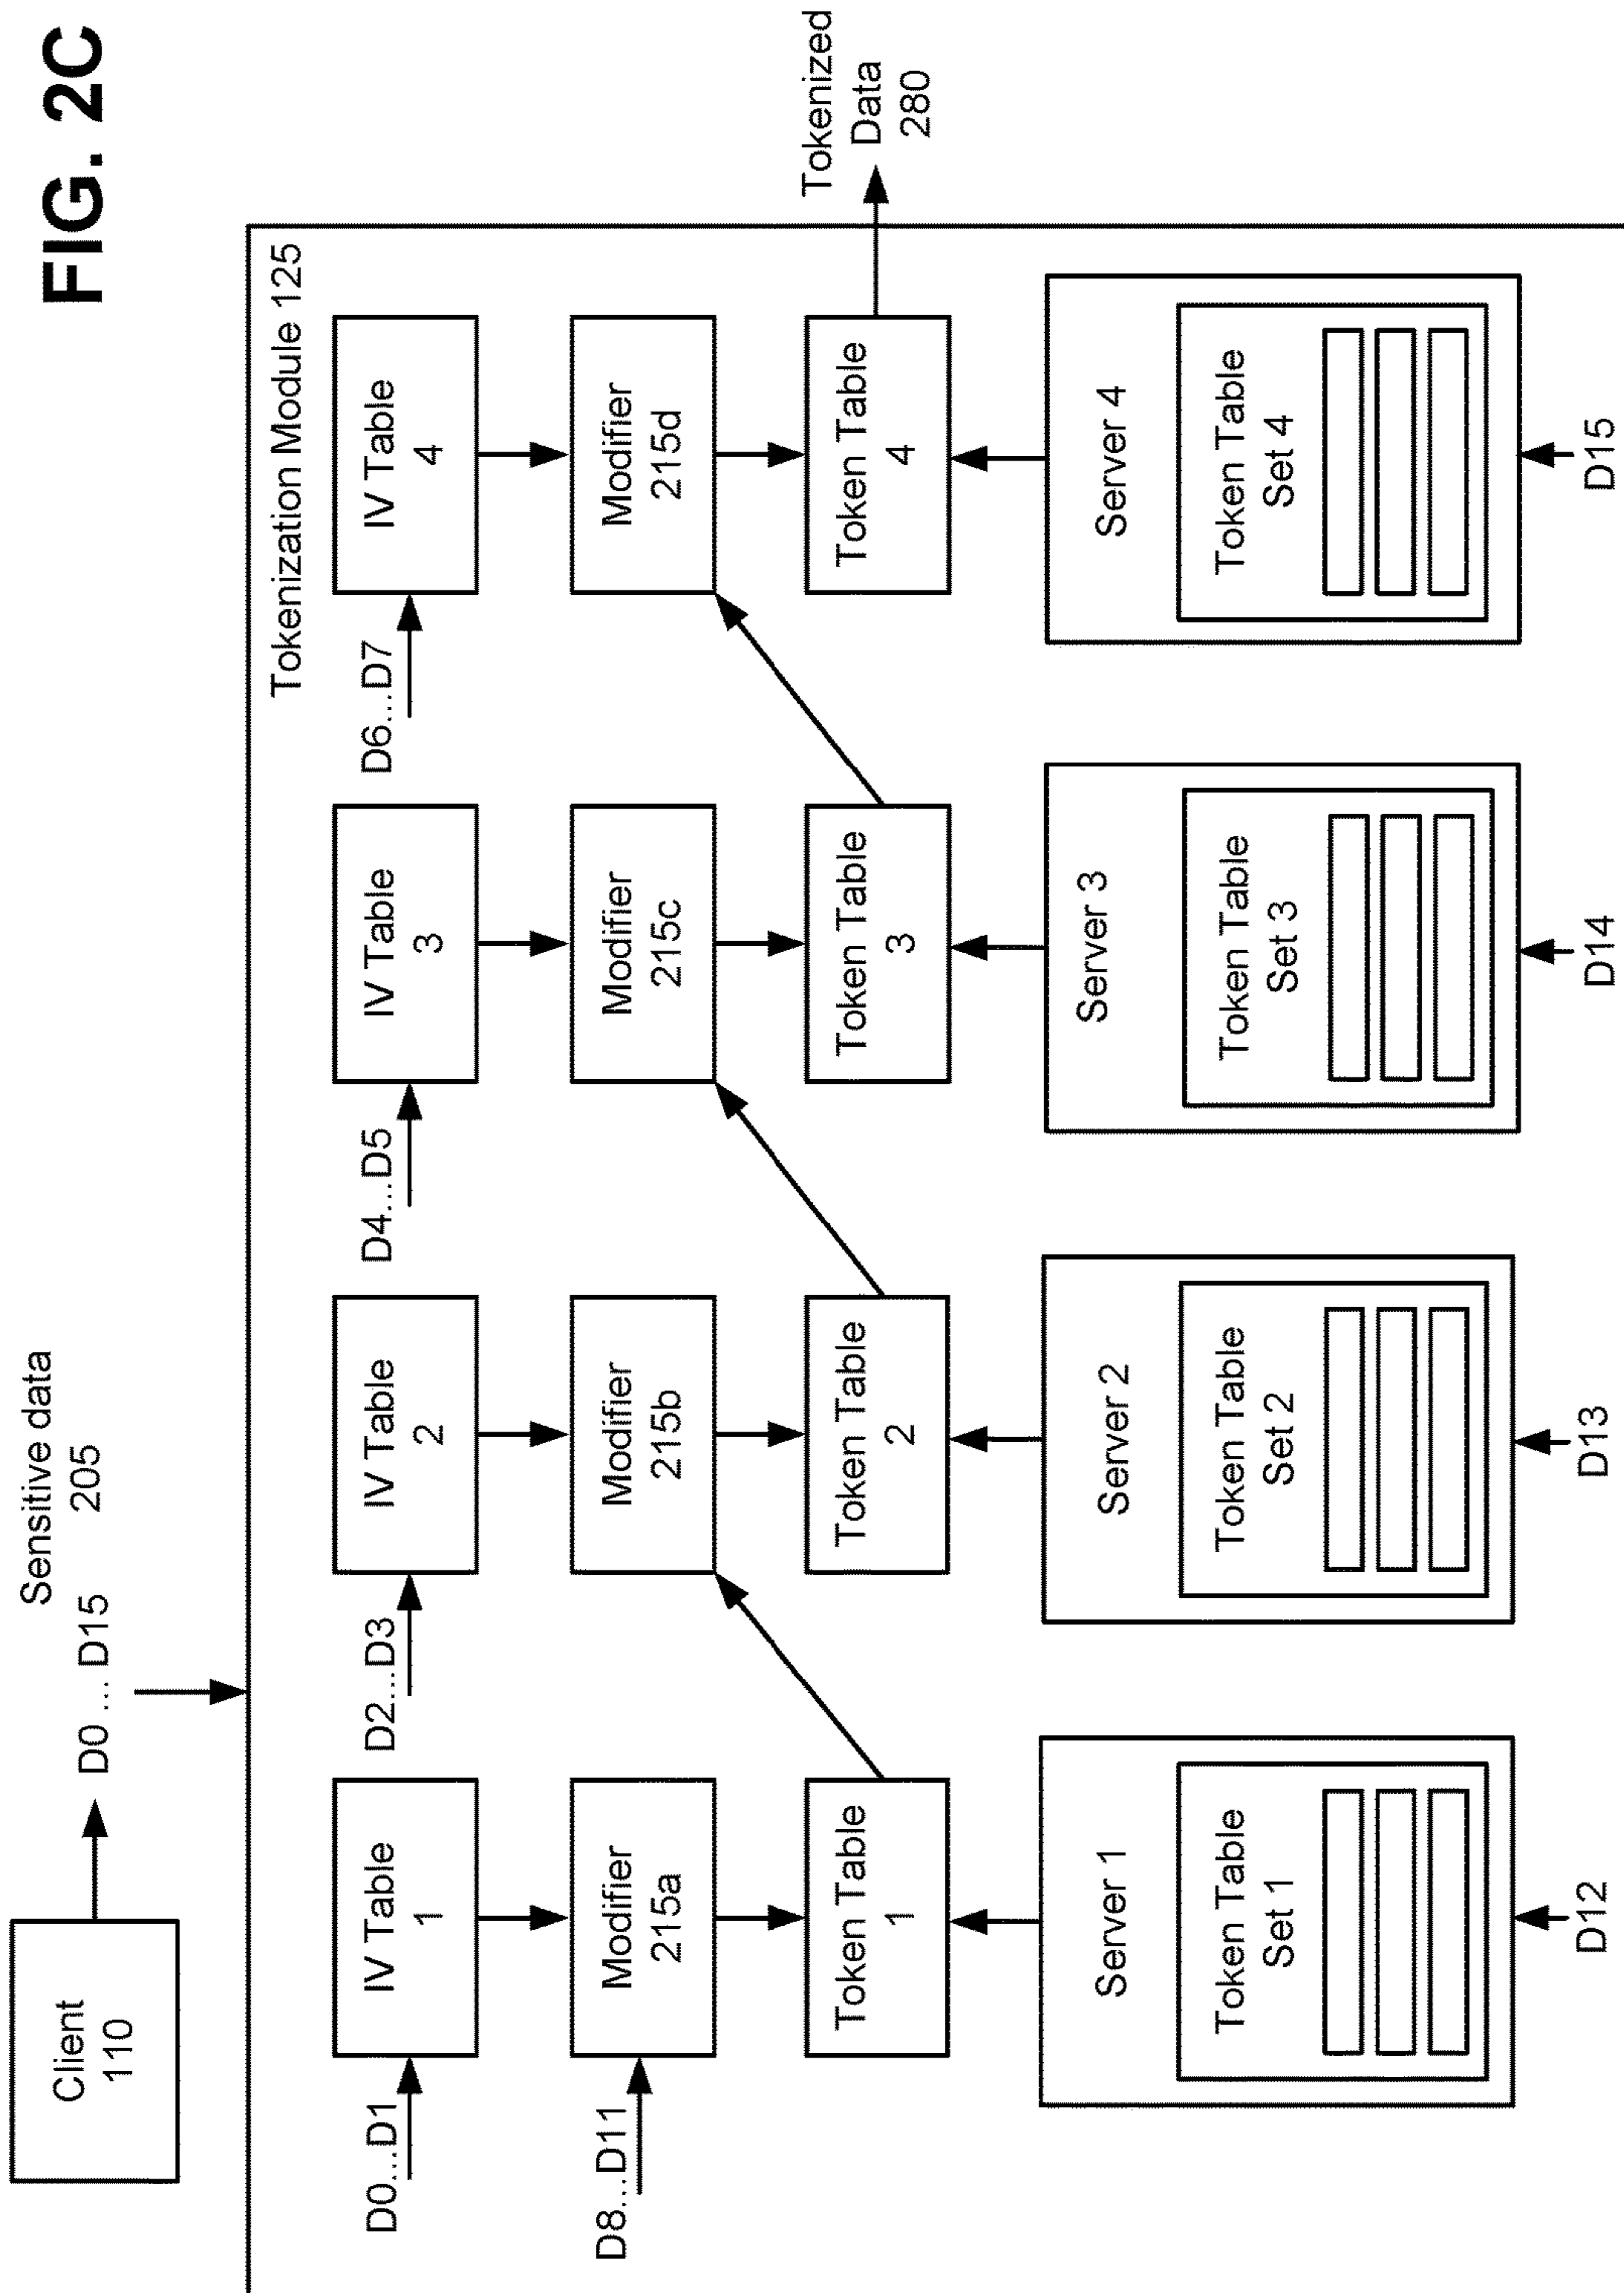 FIG. 2C
Client
110
Sensitive data
D0 ... D15 205
Tokenization Module 125
D0...D1
IV Table
1
D2...D3
IV Table
2
D4...D5
IV Table
3
D6...D7
IV Table
4
D8...D11
Modifier
215a
Modifier
215b
Modifier
215c
Modifier
215d
Token Table
1
Token Table
2
Token Table
3
Token Table
4
Tokenized
Data
280
Server 1
Token Table
Set 1
Server 2
Token Table
Set 2
Server 3
Token Table
Set 3
Server 4
Token Table
Set 4
D12
D13
D14
D15